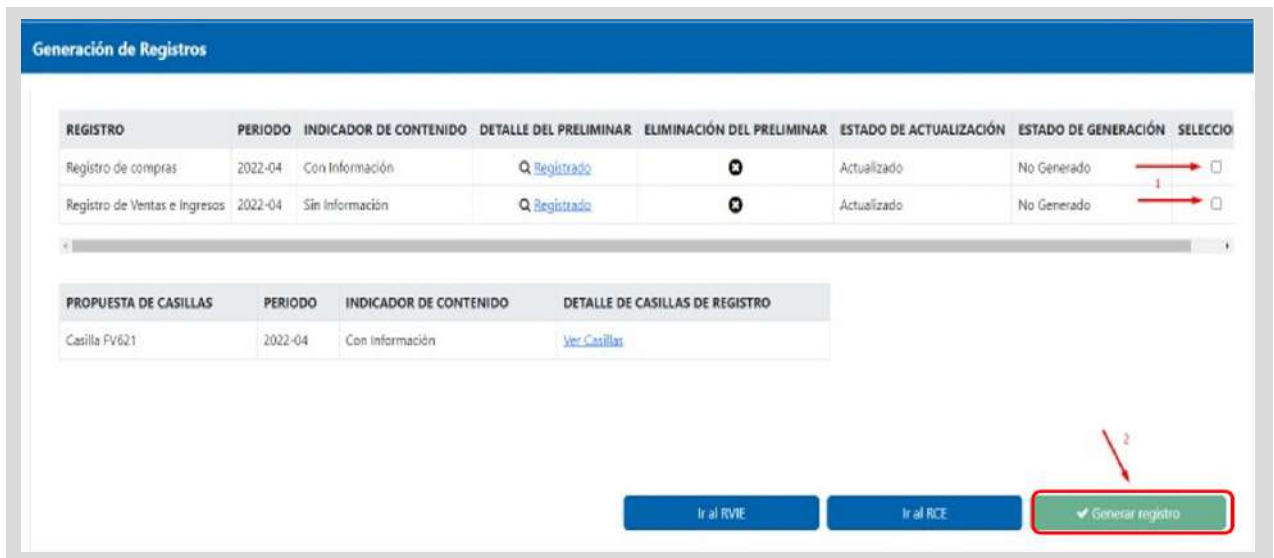 Generación de Registros
REGISTRO PERIODO INDICADOR DE CONTENIDO DETALLE DEL PRELIMINAR ELIMINACIÓN DEL PRELIMINAR ESTADO DE ACTUALIZACIÓN ESTADO DE GENERACIÓN SELECCIO
Registro de compras 2022-04 Con Información Registrado Actualizado No Generado
1
Registro de Ventas e Ingresos 2022-04 Sin Información Registrado Actualizado No Generado
PROPUESTA DE CASILLAS PERIODO INDICADOR DE CONTENIDO DETALLE DE CASILLAS DE REGISTRO
Casilla FV621 2022-04 Con Información Ver Casillas
2
Ir al RVIE Ir al RCE Generar registro